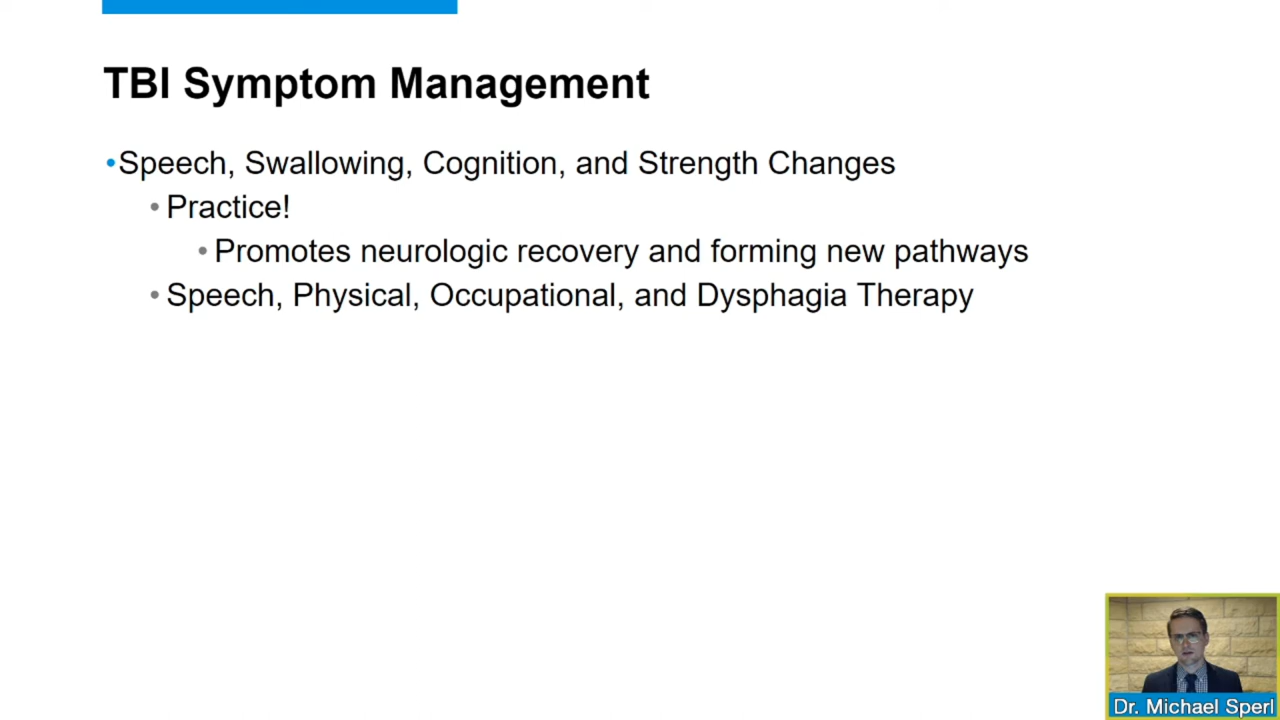 TBI Symptom Management
•Speech, Swallowing, Cognition, and Strength Changes
• Practice!
• Promotes neurologic recovery and forming new pathways
• Speech, Physical, Occupational, and Dysphagia Therapy
Dr. Michael Sperl